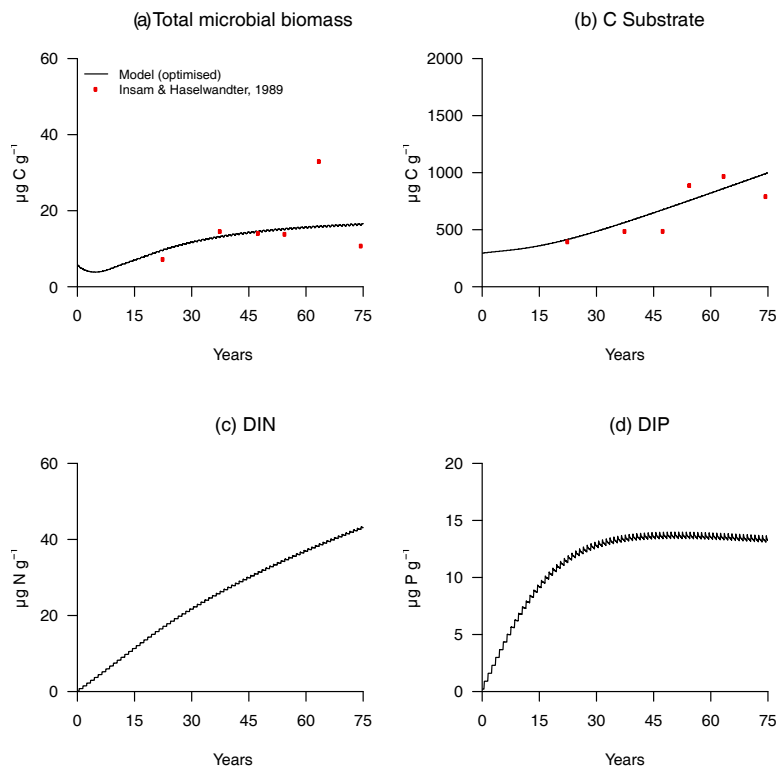 (a) Total microbial biomass
µg C g⁻¹
60
40
20
0
Model (optimised)
Insam & Haselwandter, 1989
0 15 30 45 60 75
Years
(b) C Substrate
µg C g⁻¹
2000
1500
1000
500
0
0 15 30 45 60 75
Years
(c) DIN
µg N g⁻¹
60
40
20
0
0 15 30 45 60 75
Years
(d) DIP
µg P g⁻¹
20
15
10
5
0
0 15 30 45 60 75
Years